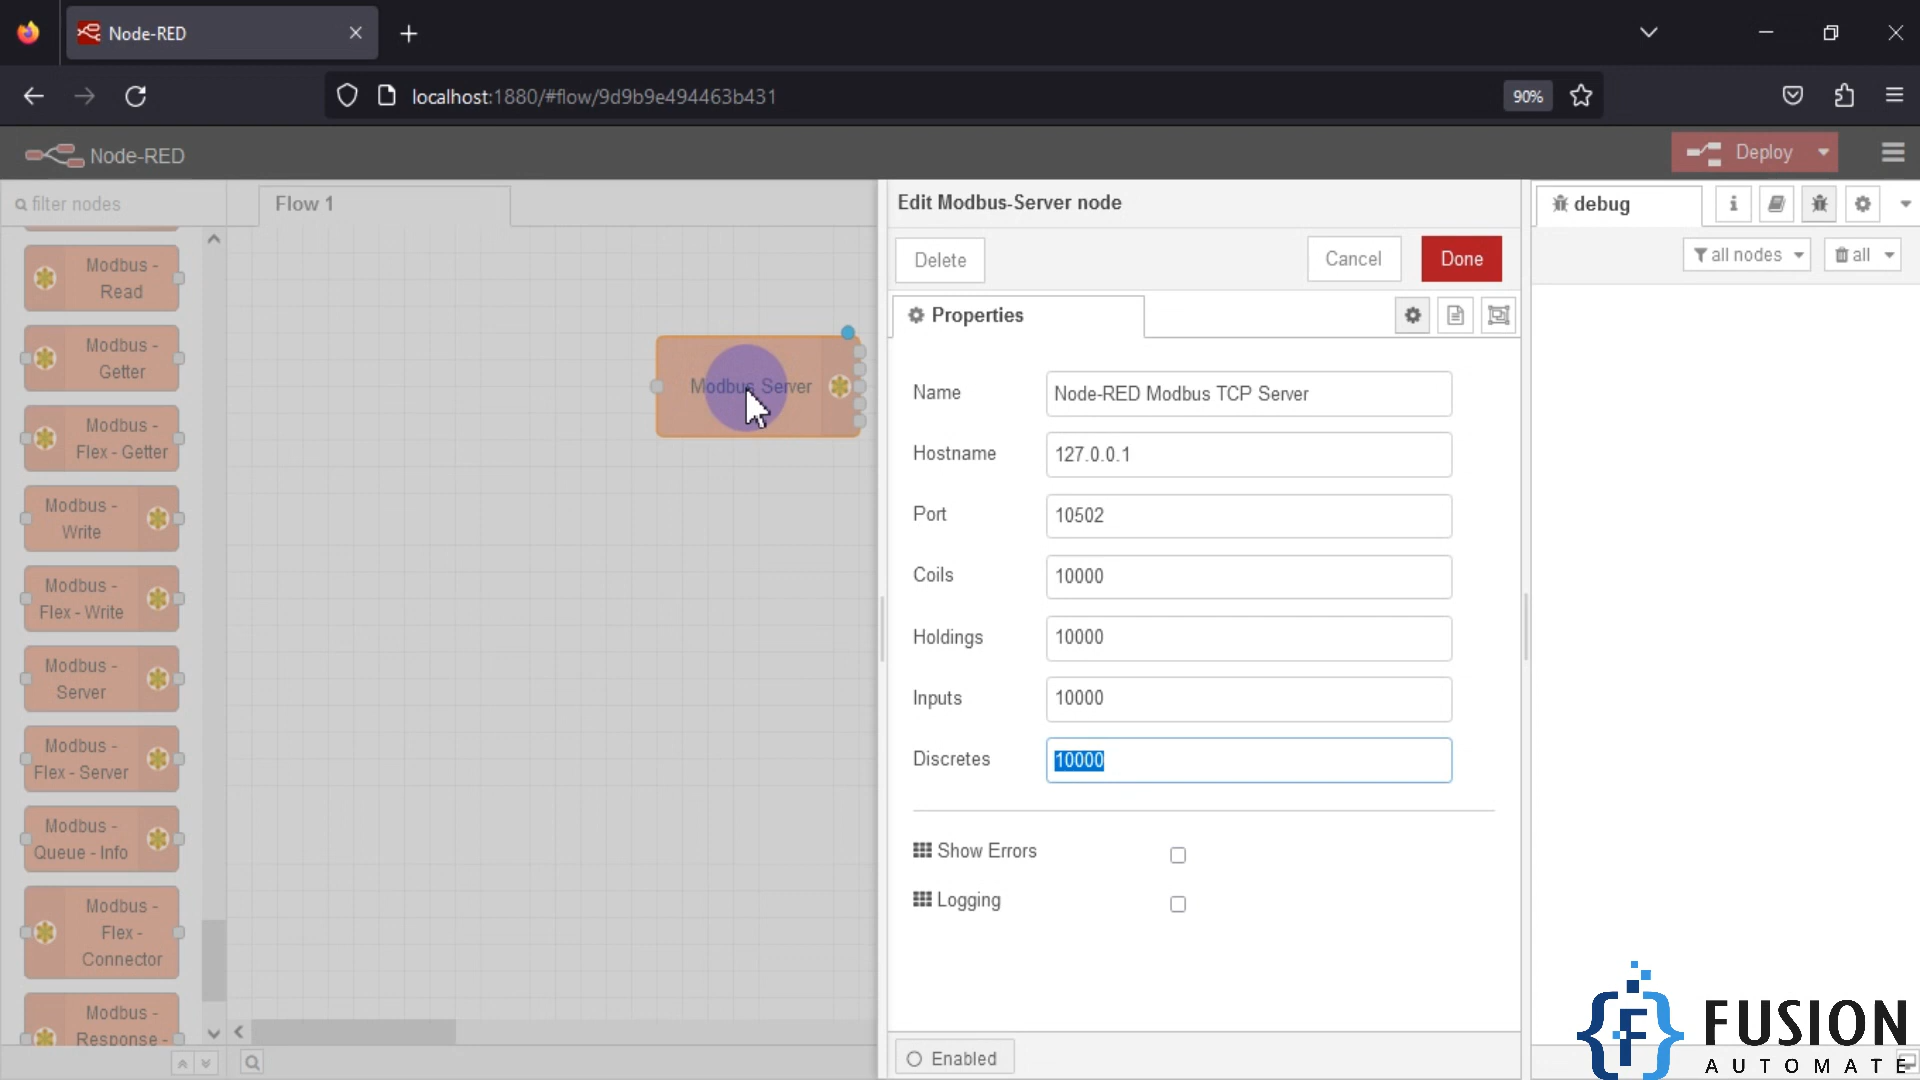 Node-RED
localhost:1880/#flow/9d9b9e494463b431
90%
Node-RED
Deploy
filter nodes
Flow 1
Modbus -
Read
Modbus -
Getter
Modbus -
Flex - Getter
Modbus -
Write
Modbus -
Flex - Write
Modbus -
Server
Modbus -
Flex - Server
Modbus -
Queue - Info
Modbus -
Flex -
Connector
Modbus -
Response -
Modbus Server
Edit Modbus-Server node
Delete
Cancel
Done
Properties
Name
Node-RED Modbus TCP Server
Hostname
127.0.0.1
Port
10502
Coils
10000
Holdings
10000
Inputs
10000
Discretes
10000
Show Errors
Logging
Enabled
debug
i
all nodes
all
FUSION
AUTOMATE